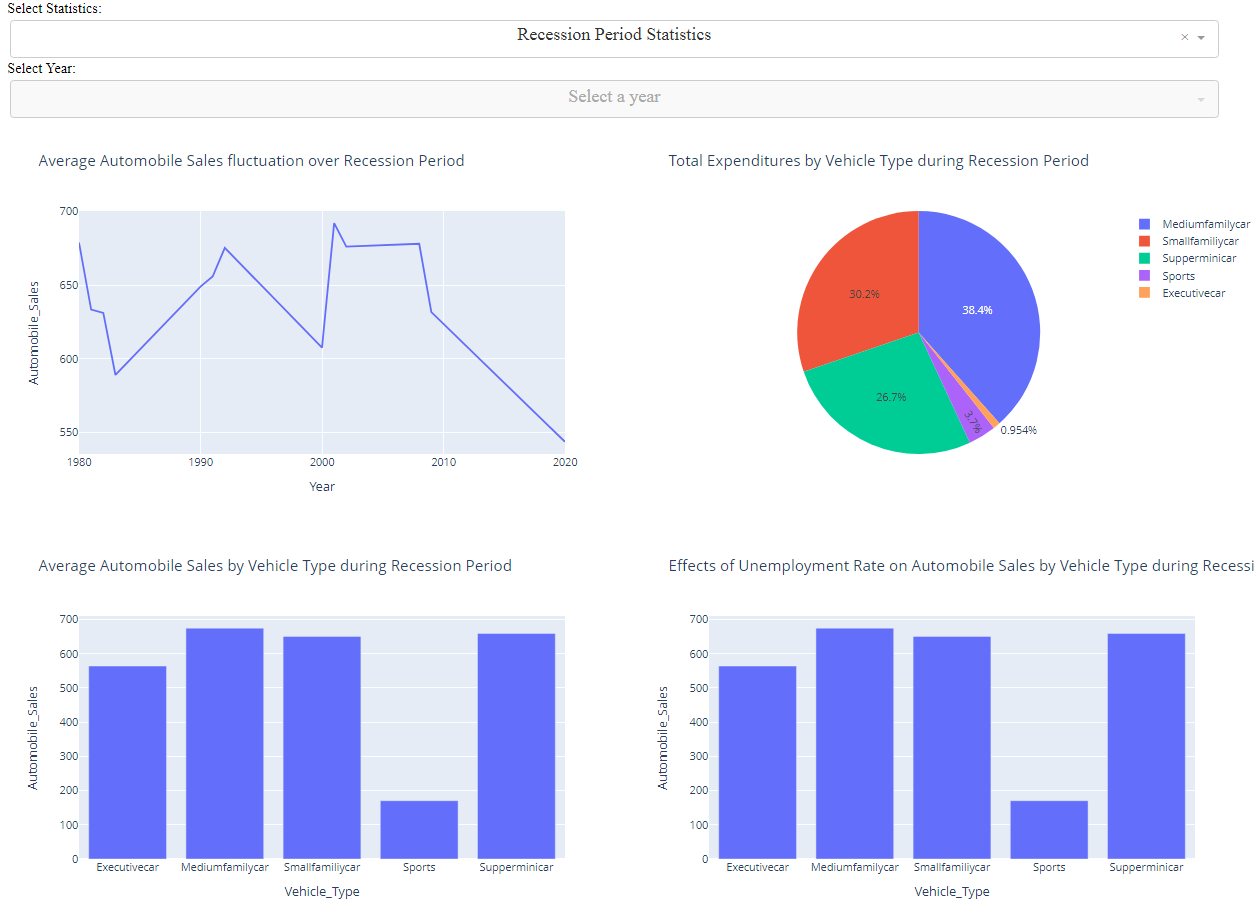 Select Statistics:
Recession Period Statistics
×
Select Year:
Select a year
Average Automobile Sales fluctuation over Recession Period
700
650
600
550
Automobile_Sales
1980 1990 2000 2010 2020
Year
Total Expenditures by Vehicle Type during Recession Period
38.4%
30.2%
26.7%
3.7%
0.954%
Mediumfamilycar
Smallfamiliycar
Supperminicar
Sports
Executivecar
Average Automobile Sales by Vehicle Type during Recession Period
700
600
500
400
300
200
100
0
Automobile_Sales
Executivecar Mediumfamilycar Smallfamiliycar Sports Supperminicar
Vehicle_Type
Effects of Unemployment Rate on Automobile Sales by Vehicle Type during Recessi
700
600
500
400
300
200
100
0
Automobile_Sales
Executivecar Mediumfamilycar Smallfamiliycar Sports Supperminicar
Vehicle_Type